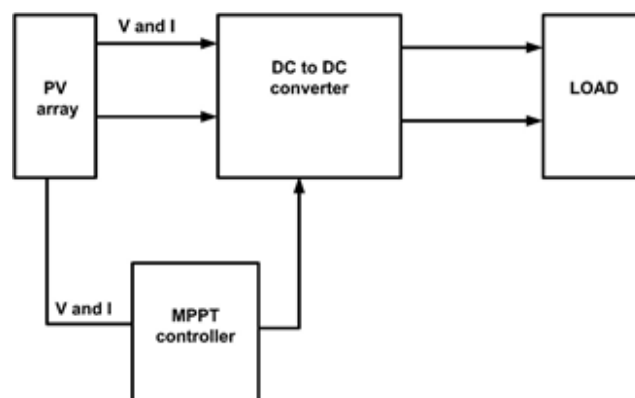 V and I
PV
array
DC to DC
converter
LOAD
V and I
MPPT
controller